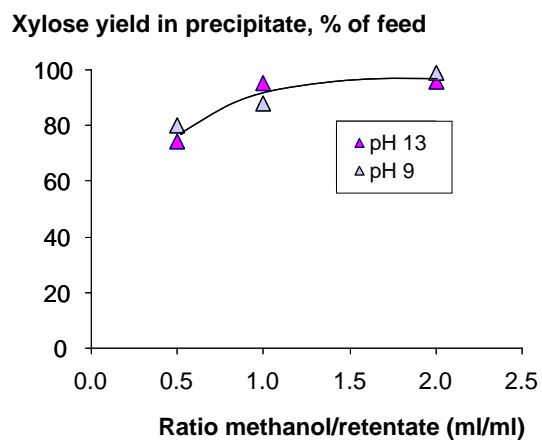 Xylose yield in precipitate, % of feed
100
80
60
40
20
0
pH 13
pH 9
0.0 0.5 1.0 1.5 2.0 2.5
Ratio methanol/retentate (ml/ml)